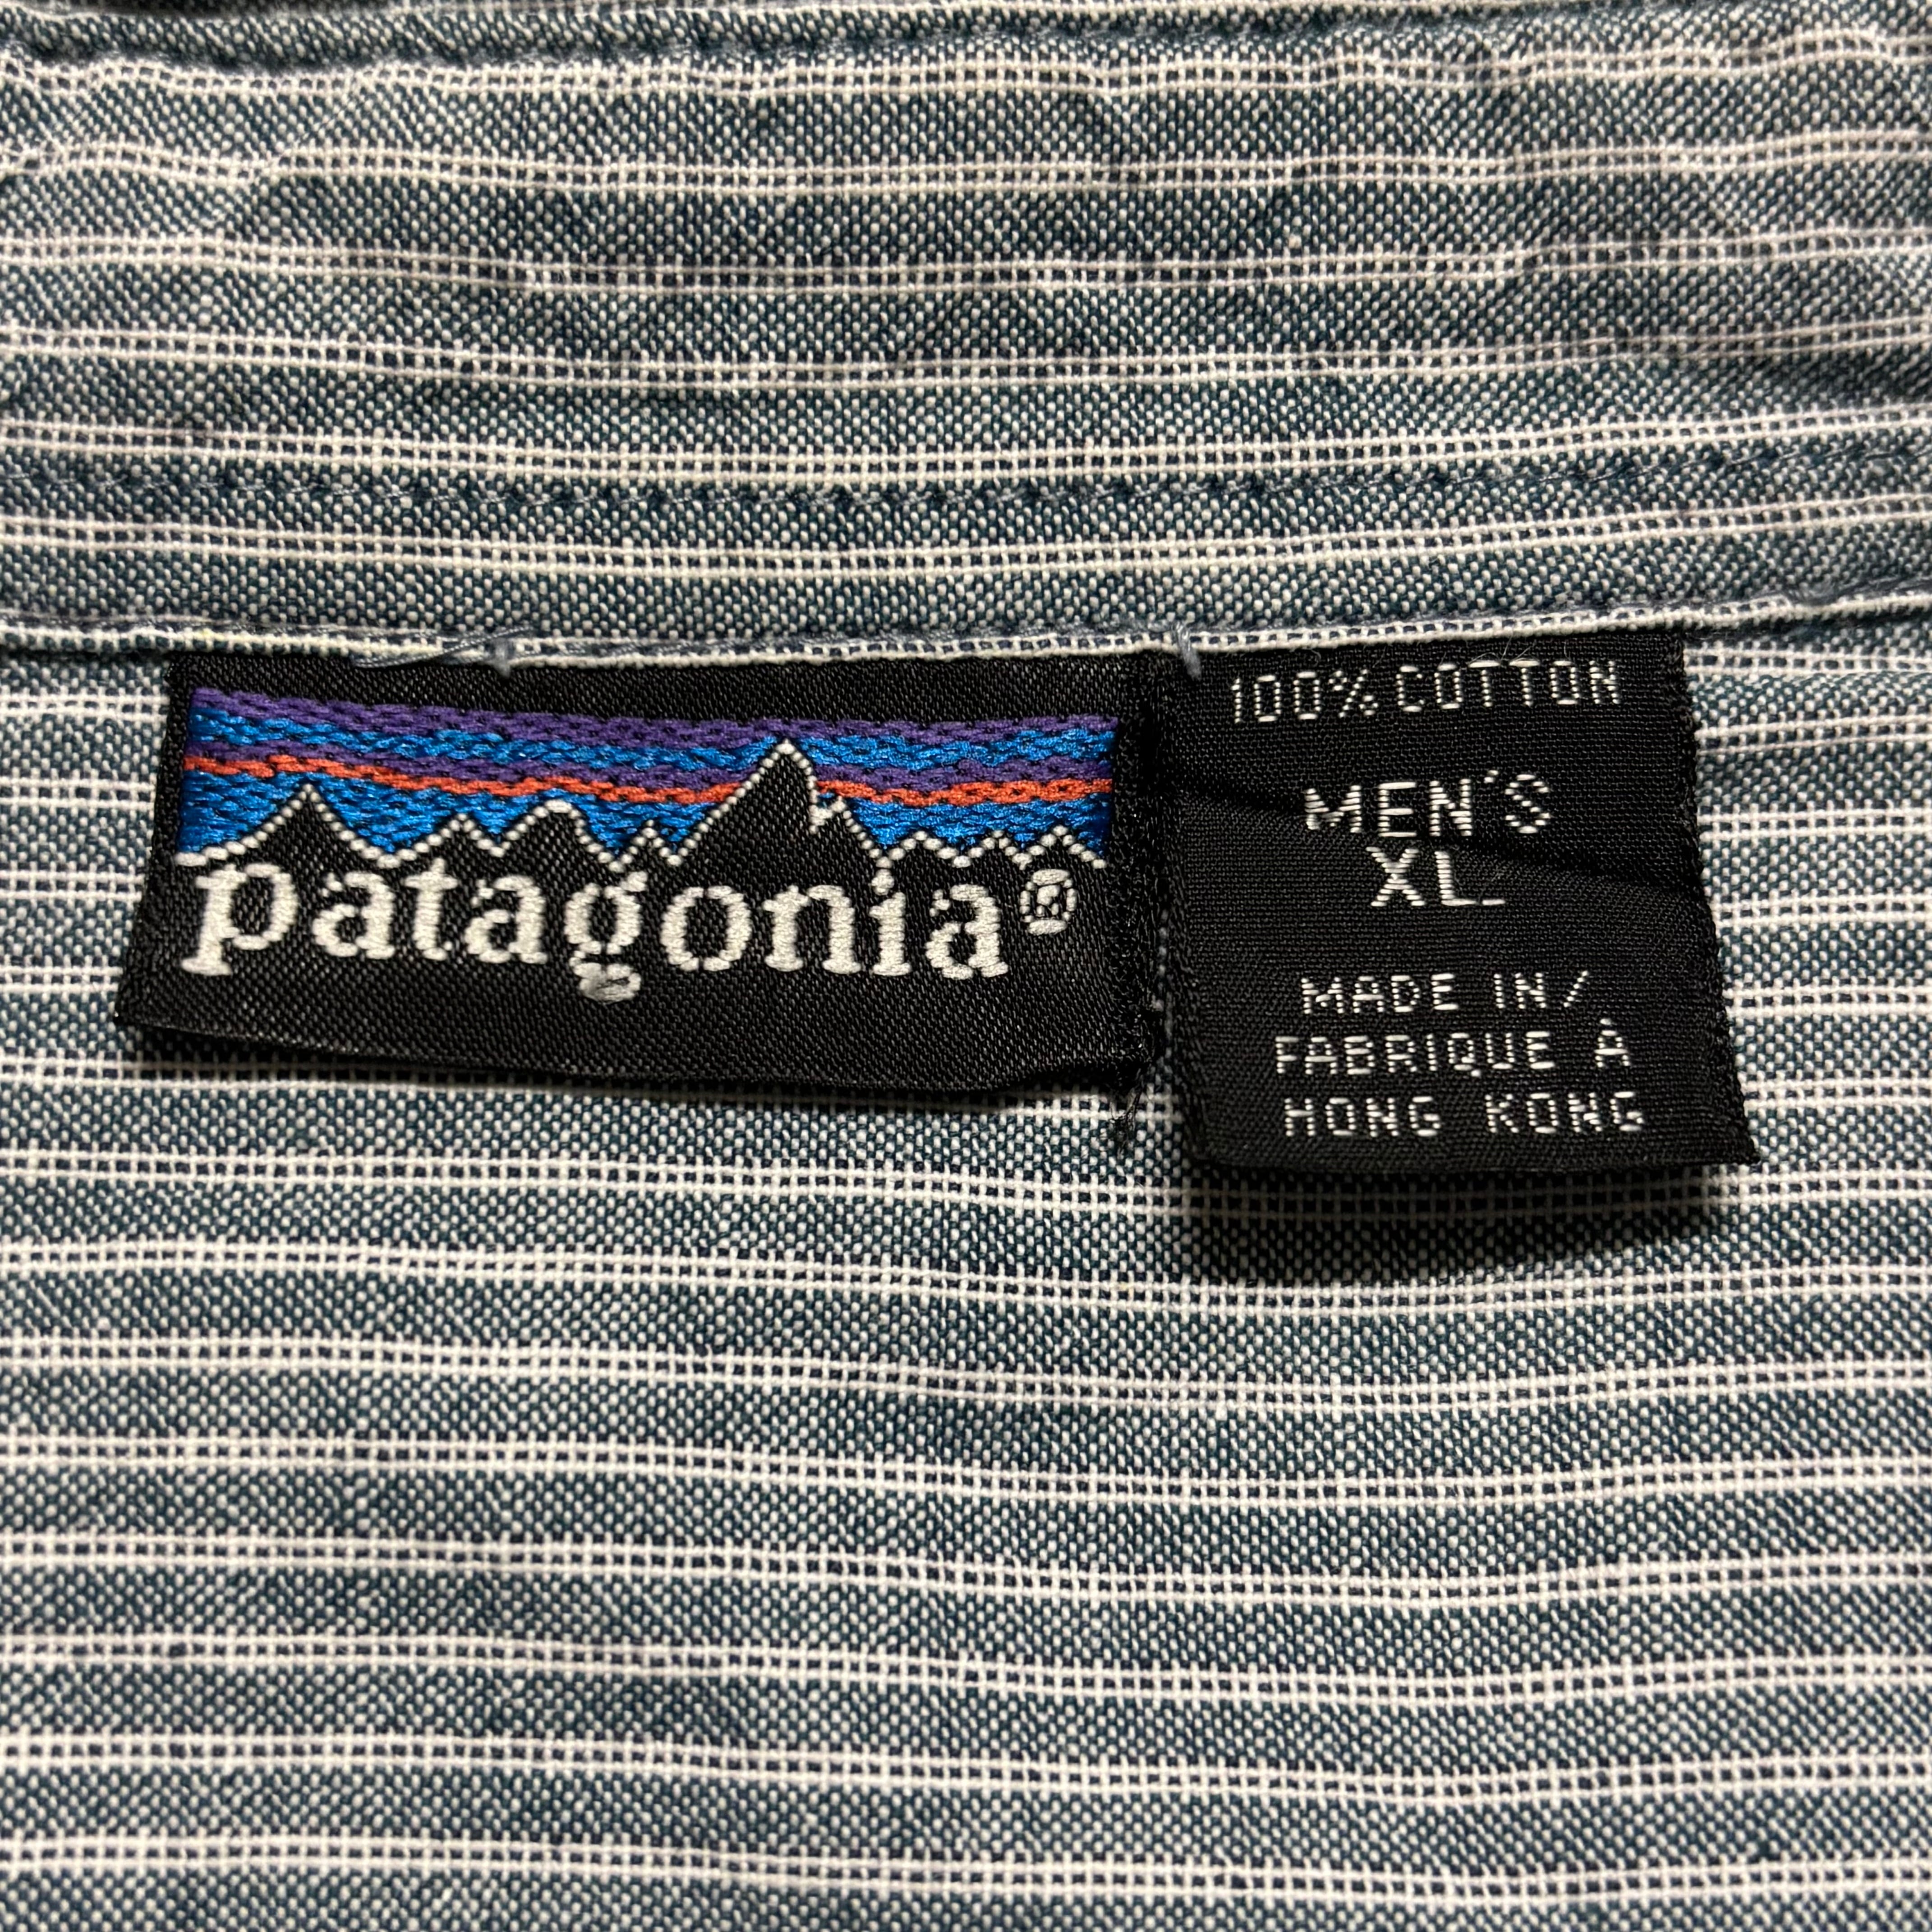 patagonia®
100% COTTON
MEN'S
XL
MADE IN/
FABRIQUE À
HONG KONG